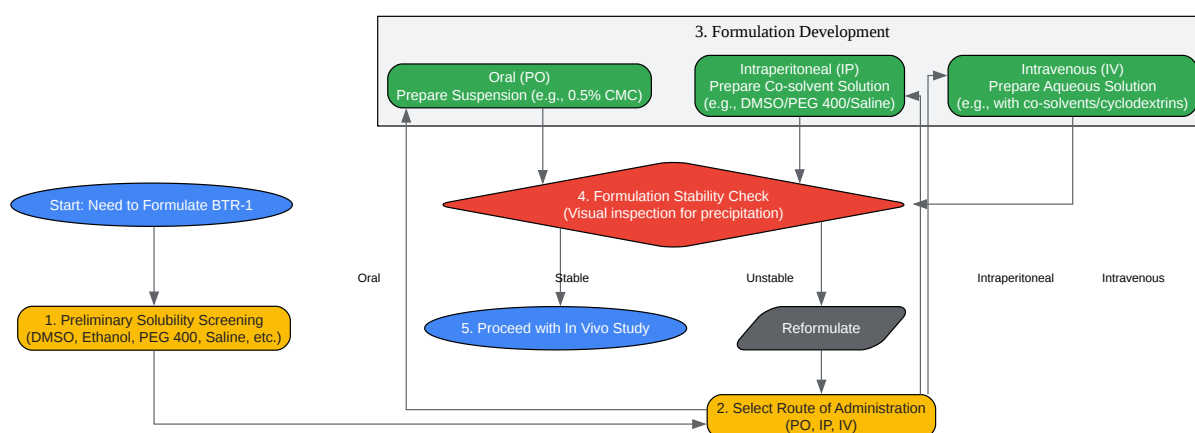 3. Formulation Development
Oral (PO)
Prepare Suspension (e.g., 0.5% CMC)
Intraperitoneal (IP)
Prepare Co-solvent Solution
(e.g., DMSO/PEG 400/Saline)
Intravenous (IV)
Prepare Aqueous Solution
(e.g., with co-solvents/cyclodextrins)
Start: Need to Formulate BTR-1
4. Formulation Stability Check
(Visual inspection for precipitation)
Oral
Stable
Unstable
Intraperitoneal
Intravenous
1. Preliminary Solubility Screening
(DMSO, Ethanol, PEG 400, Saline, etc.)
5. Proceed with In Vivo Study
Reformulate
2. Select Route of Administration
(PO, IP, IV)